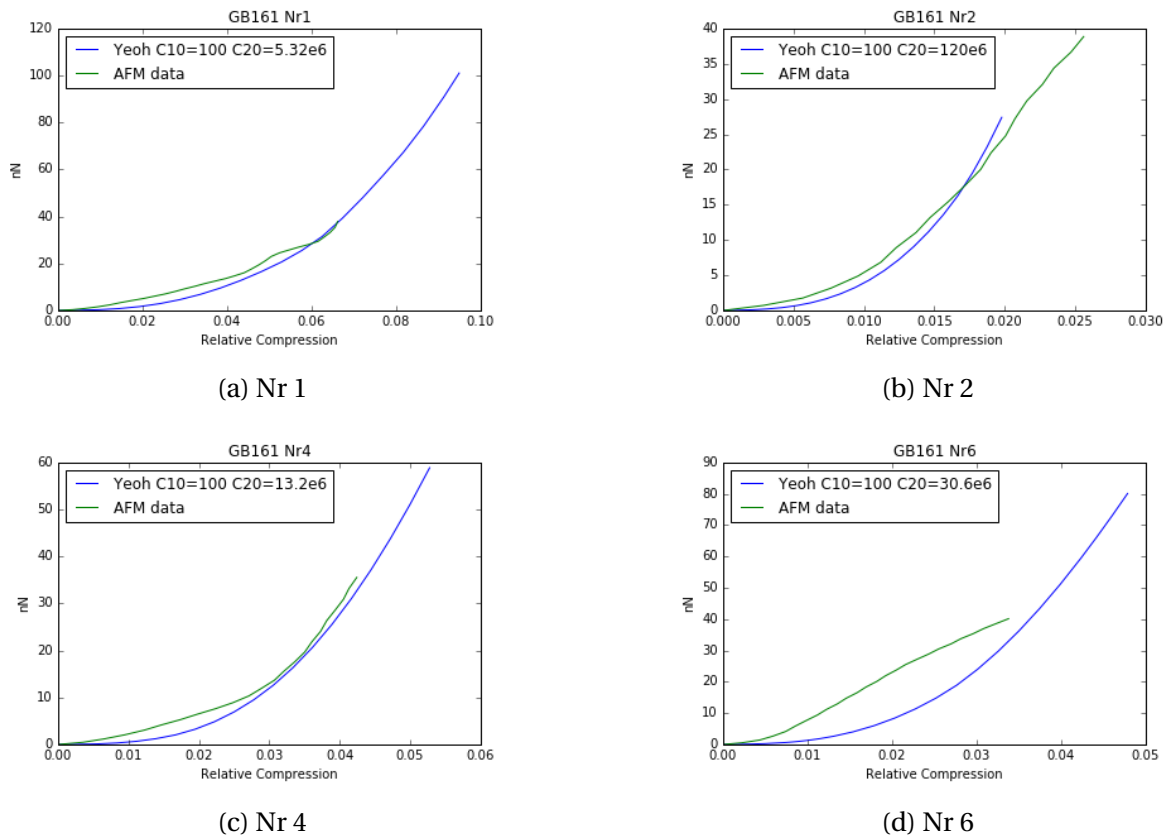 GB161 Nr1
120
100
80
60
40
20
0
nN
Yeoh C10=100 C20=5.32e6
AFM data
0.00 0.02 0.04 0.06 0.08 0.10
Relative Compression
(a) Nr 1
GB161 Nr2
40
35
30
25
20
15
10
5
0
nN
Yeoh C10=100 C20=120e6
AFM data
0.000 0.005 0.010 0.015 0.020 0.025 0.030
Relative Compression
(b) Nr 2
GB161 Nr4
60
50
40
30
20
10
0
nN
Yeoh C10=100 C20=13.2e6
AFM data
0.00 0.01 0.02 0.03 0.04 0.05 0.06
Relative Compression
(c) Nr 4
GB161 Nr6
90
80
70
60
50
40
30
20
10
0
nN
Yeoh C10=100 C20=30.6e6
AFM data
0.00 0.01 0.02 0.03 0.04 0.05
Relative Compression
(d) Nr 6